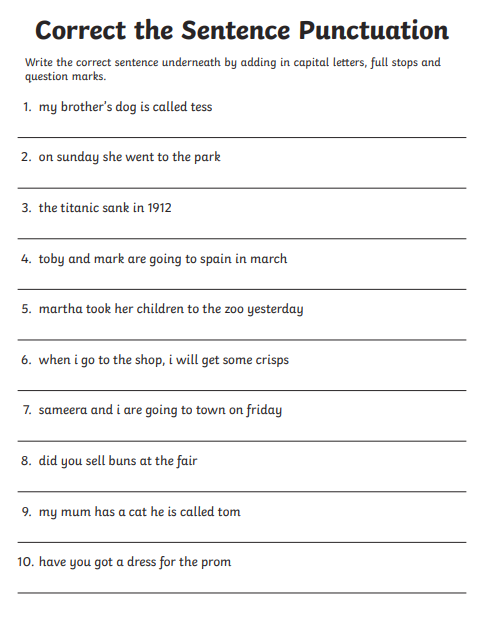 Correct the Sentence Punctuation
Write the correct sentence underneath by adding in capital letters, full stops and
question marks.
1. my brother's dog is called tess
2. on sunday she went to the park
3. the titanic sank in 1912
4. toby and mark are going to spain in march
5. martha took her children to the zoo yesterday
6. when i go to the shop, i will get some crisps
7. sameera and i are going to town on friday
8. did you sell buns at the fair
9. my mum has a cat he is called tom
10. have you got a dress for the prom